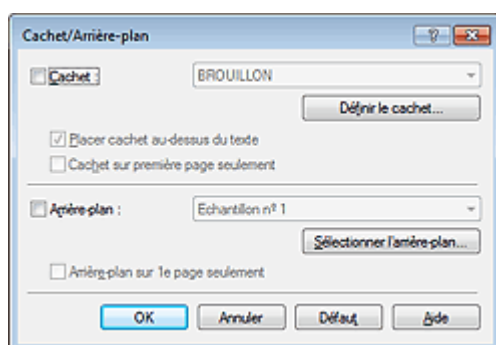 Cachet/Arrière-plan
Cachet : BROUILLON
Définir le cachet...
Placer cachet au-dessus du texte
Cachet sur première page seulement
Arrière-plan : Echantillon nº 1
Sélectionner l'arrière-plan...
Arrière-plan sur 1e page seulement
OK Annuler Défaut Aide